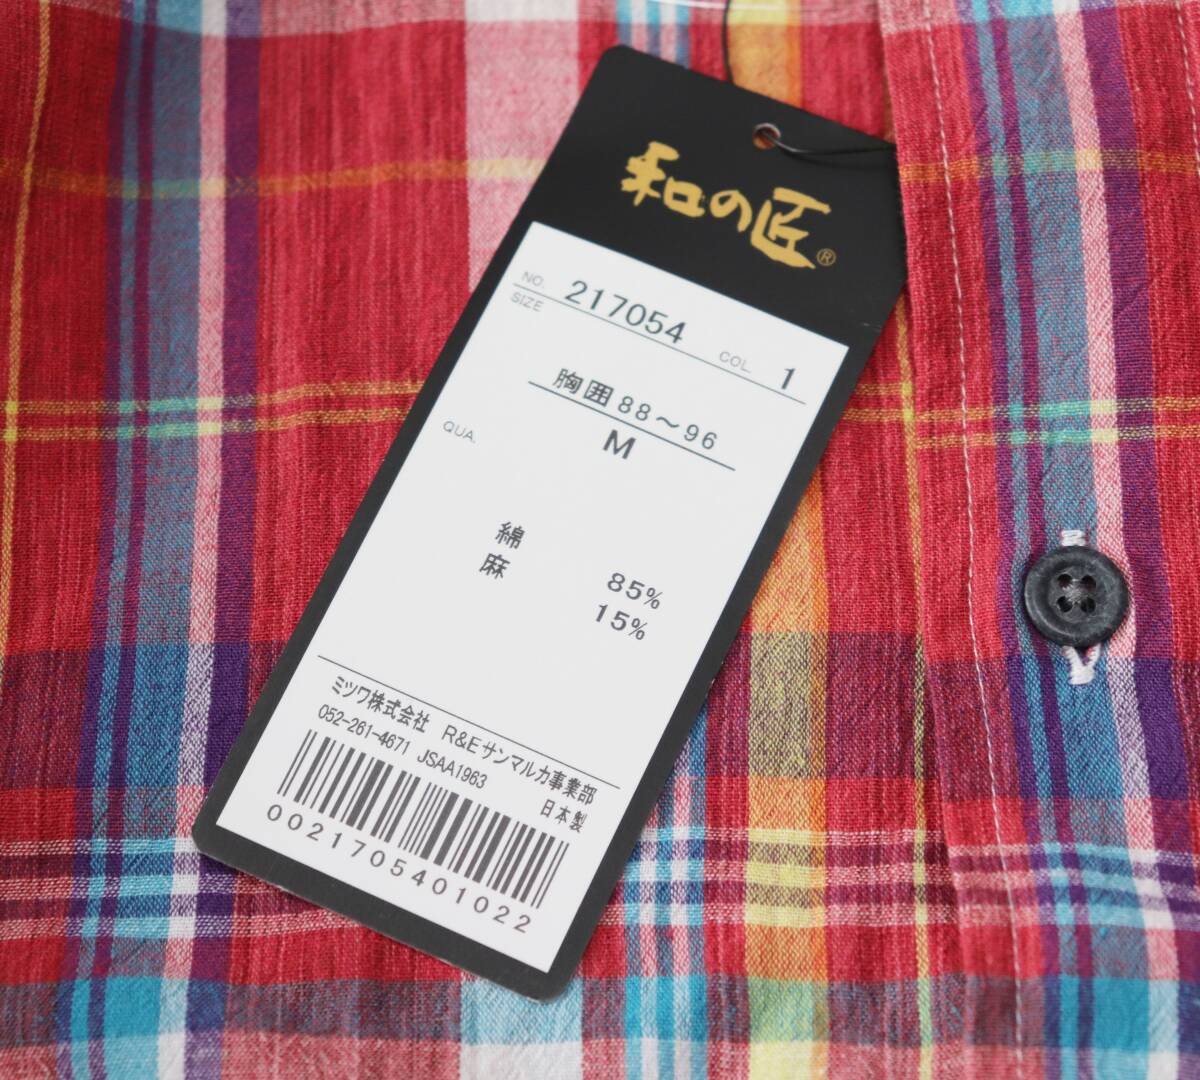 和の匠®
NO. 217054 COL. 1
SIZE
胸囲88～96
M
QUA.
綿 85%
麻 15%
ミツワ株式会社 R&Eサンマルカ事業部
052-261-4671 JSAA1963 日本製
0021705401022